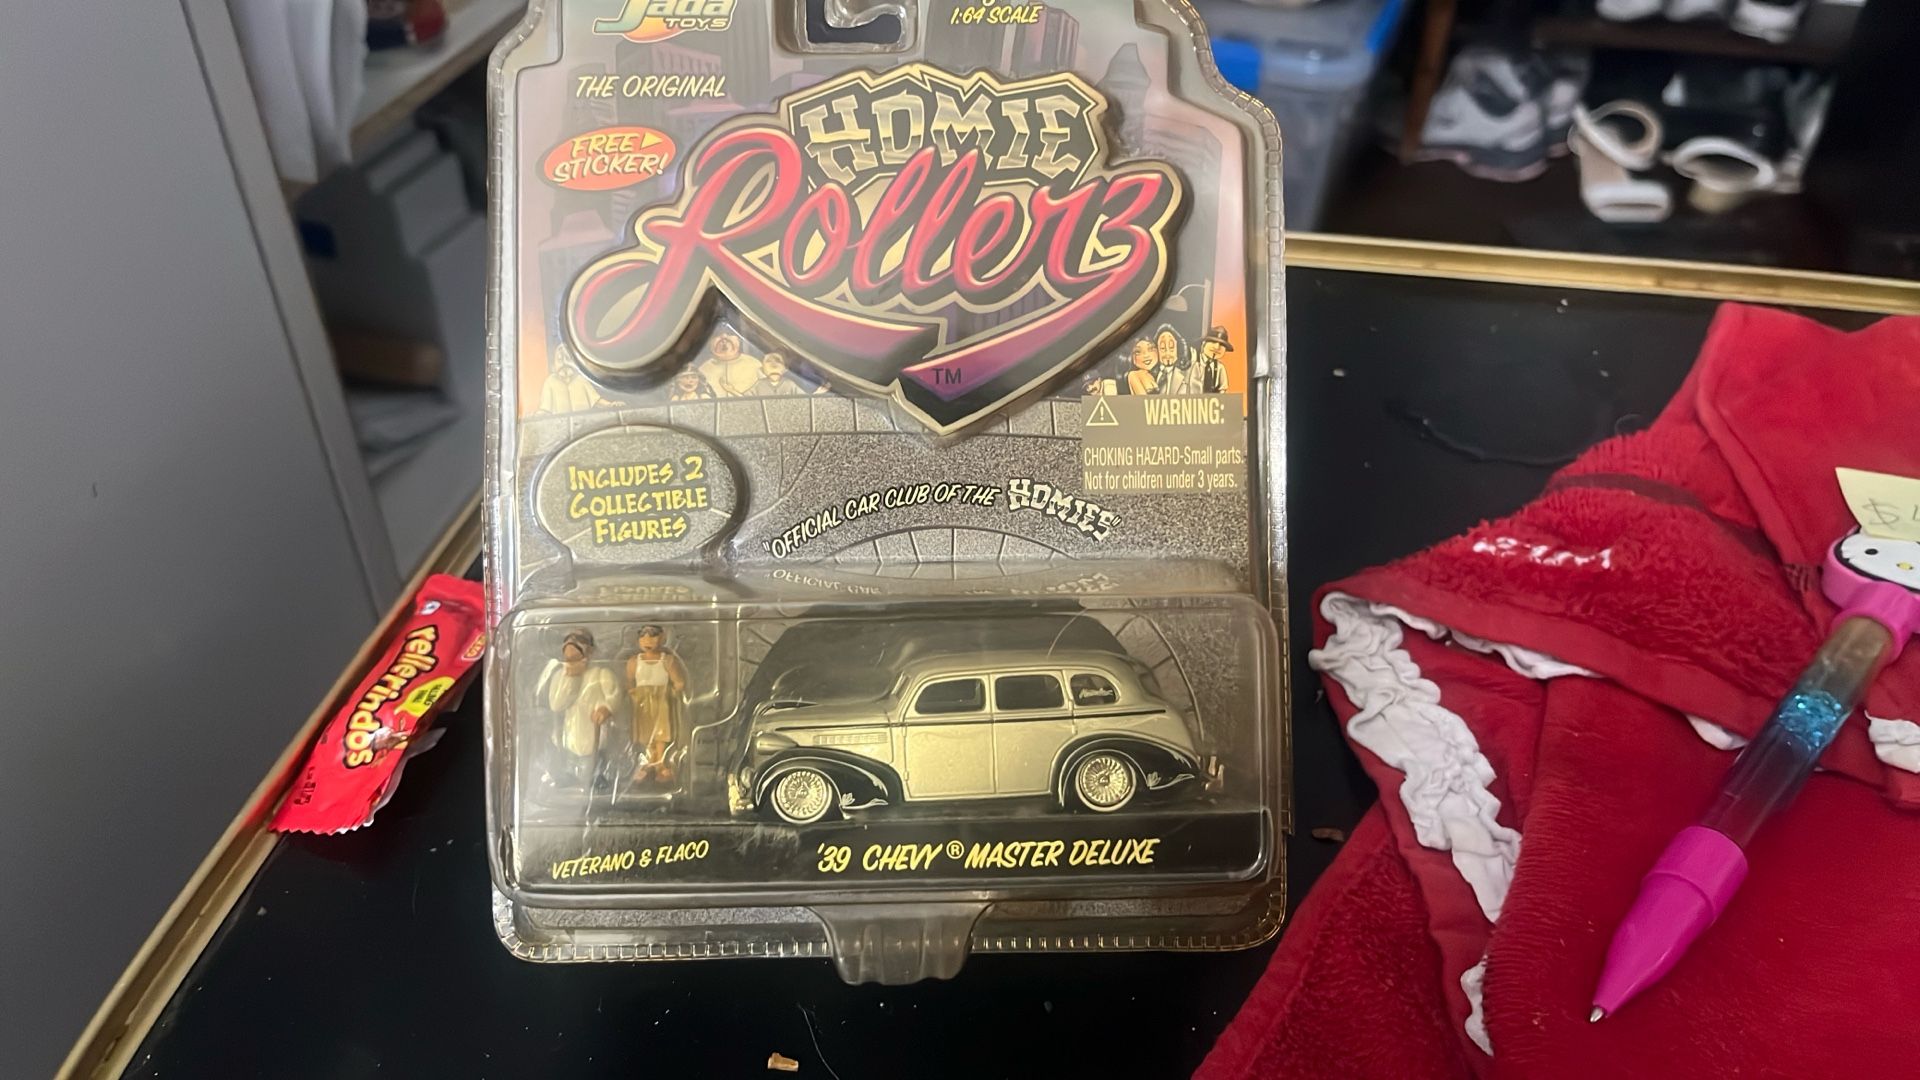 Jada
TOYS
1:64 SCALE
THE ORIGINAL
HOMIE
Rollerz
TM
FREE
STICKER!
WARNING:
CHOKING HAZARD-Small parts.
Not for children under 3 years.
INCLUDES 2
COLLECTIBLE
FIGURES
"OFFICIAL CAR CLUB OF THE HOMIES"
VETERANO & FLACO
'39 CHEVY® MASTER DELUXE
rellerindos
$